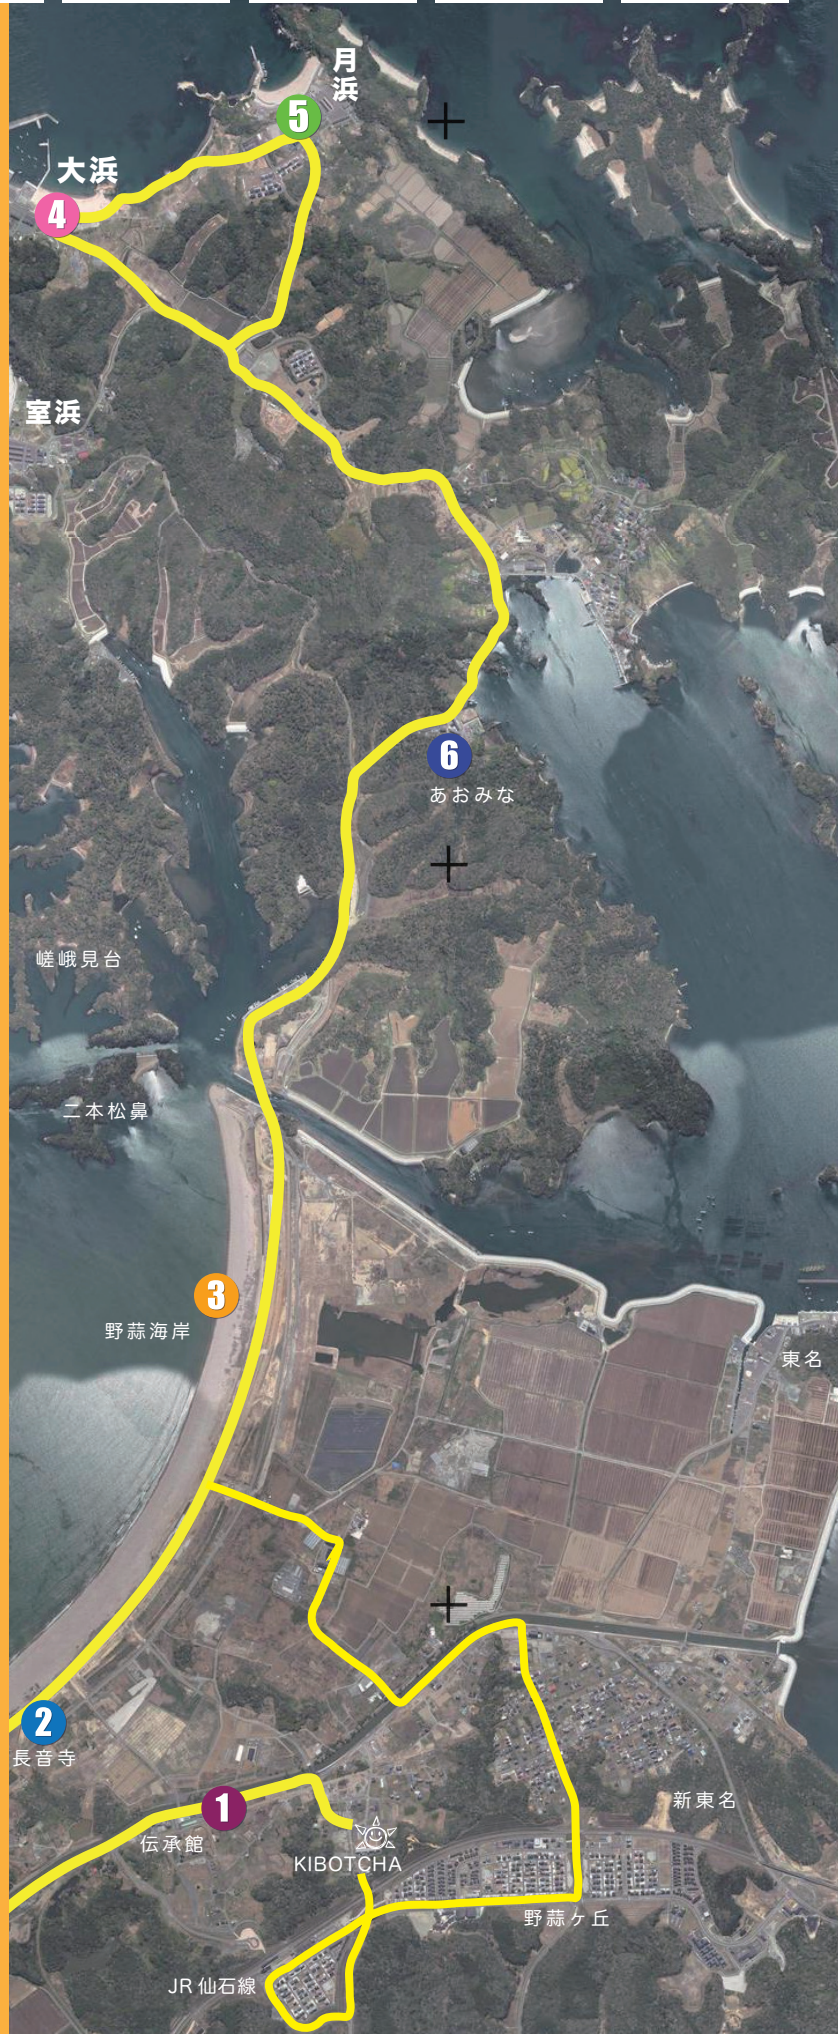 月浜
5
大浜
4
室浜
6
あおみな
嵯峨見台
二本松鼻
3
野蒜海岸
東名
2
長音寺
新東名
1
伝承館
KIBOTCHA
野蒜ヶ丘
JR 仙石線